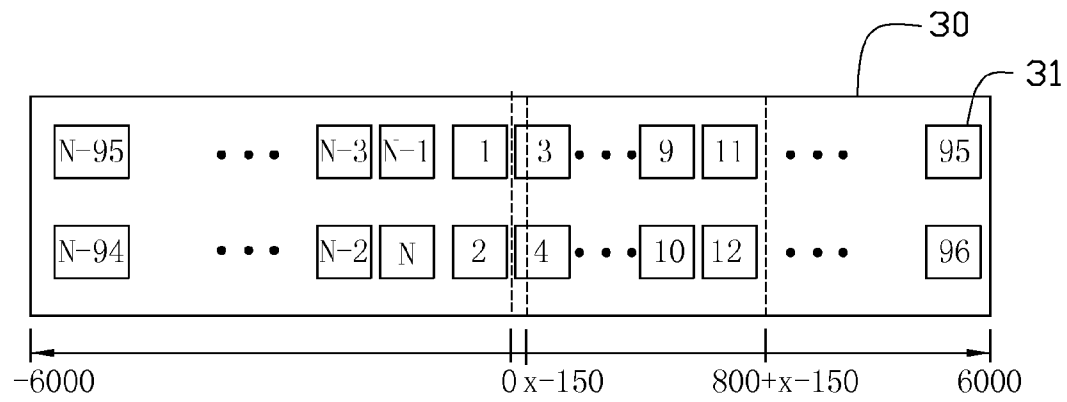 30
31
N-95 ••• N-3 N-1 1 3 ••• 9 11 ••• 95
N-94 ••• N-2 N 2 4 ••• 10 12 ••• 96
-6000 0 x-150 800+x-150 6000